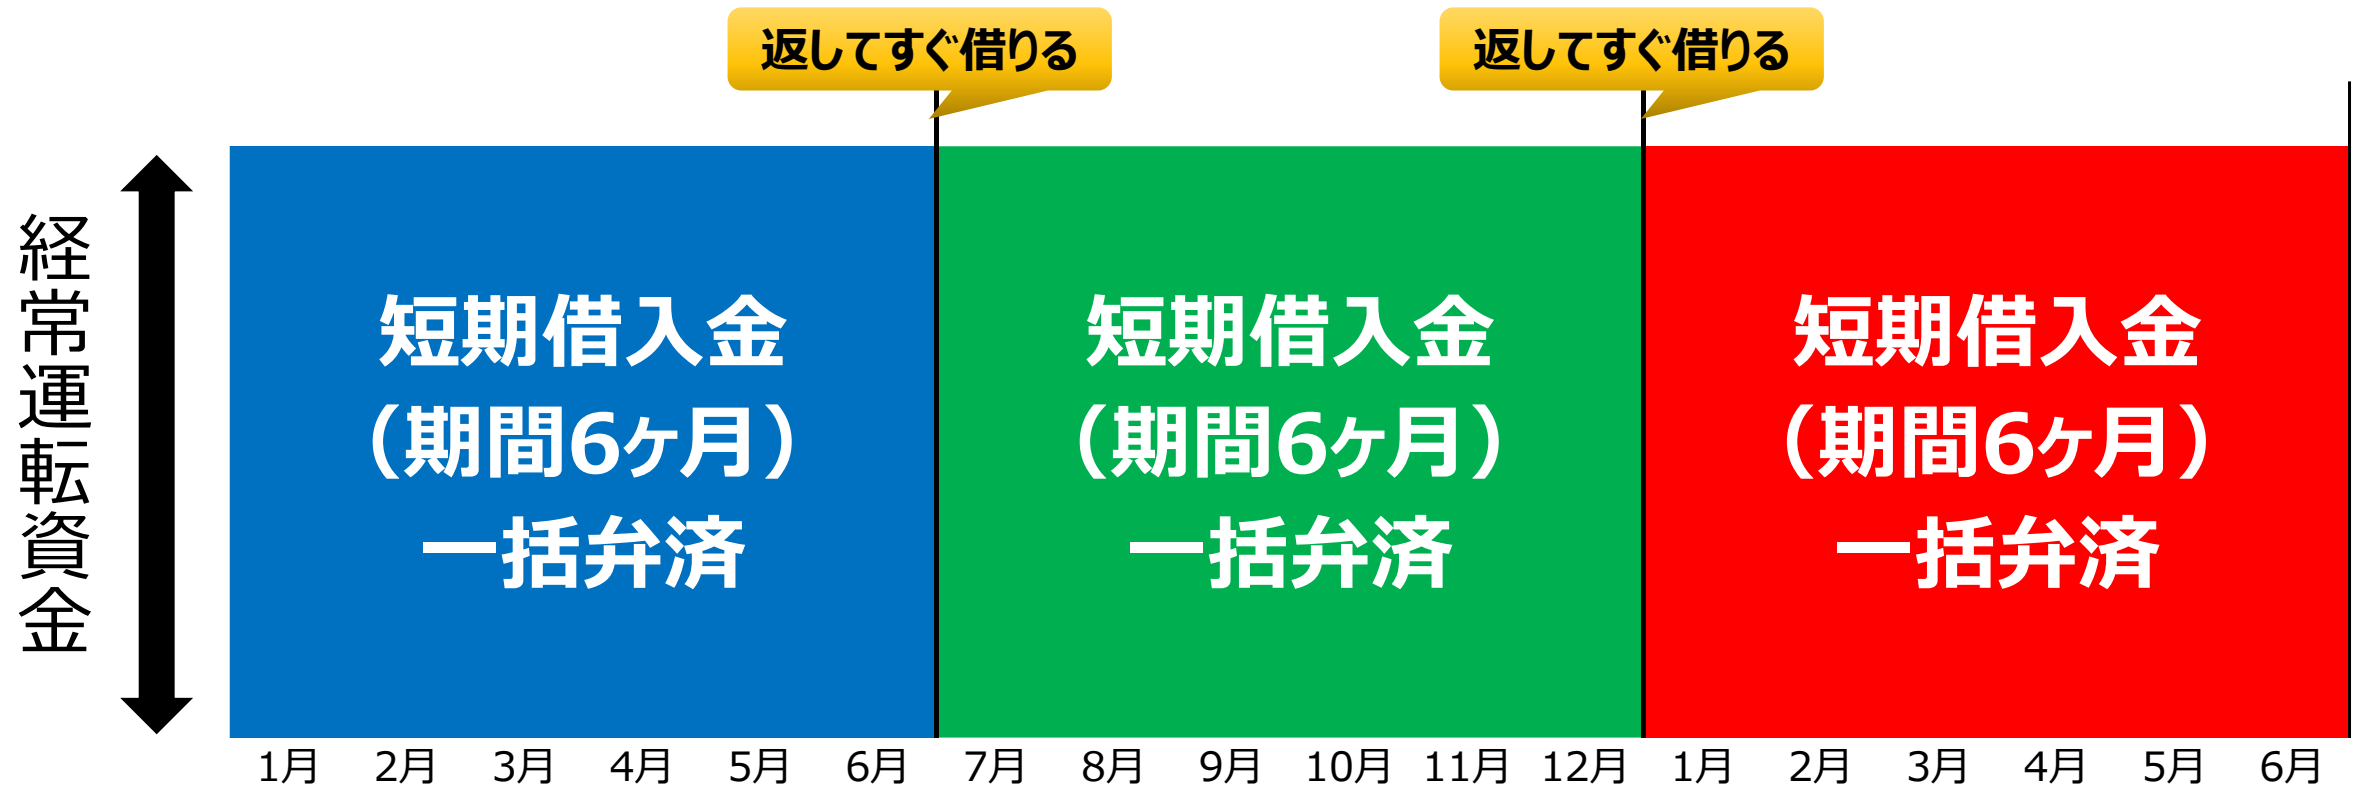 返してすぐ借りる
返してすぐ借りる
経常運転資金
短期借入金
（期間6ヶ月）
一括弁済
短期借入金
（期間6ヶ月）
一括弁済
短期借入金
（期間6ヶ月）
一括弁済
1月 2月 3月 4月 5月 6月 7月 8月 9月 10月 11月 12月 1月 2月 3月 4月 5月 6月